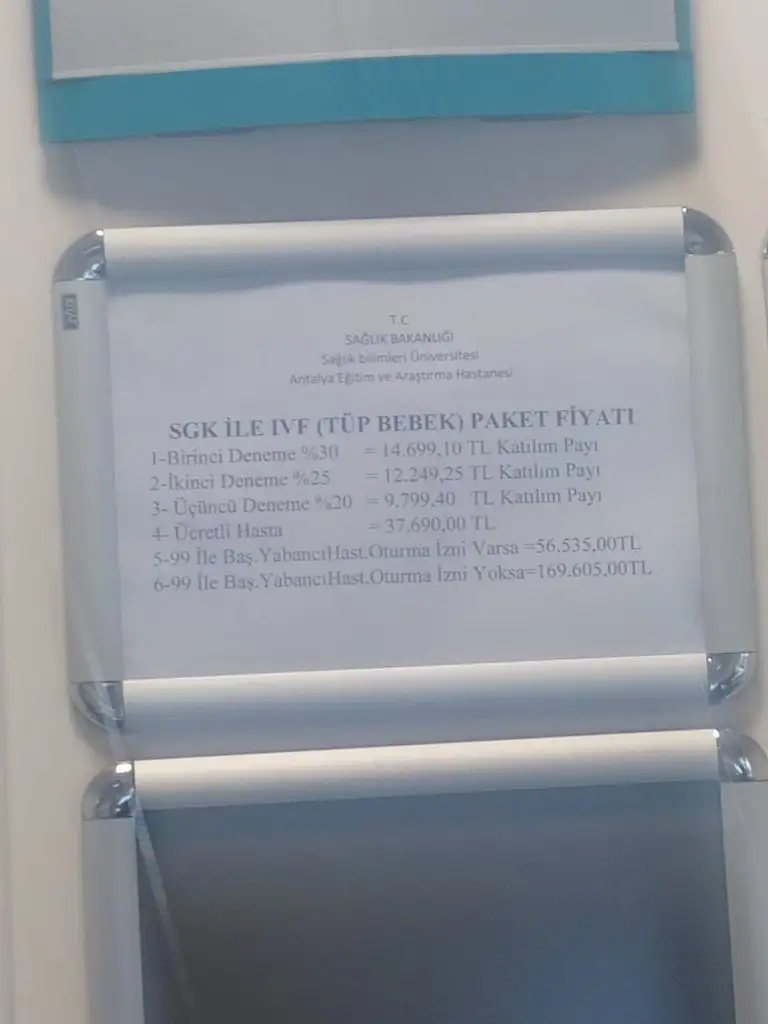 T.C
SAĞLIK BAKANLIĞI
Sağlık bilimleri Üniversitesi
Antalya Eğitim ve Araştırma Hastanesi
SGK İLE IVF (TÜP BEBEK) PAKET FİYATI
1-Birinci Deneme %30 = 14.699,10 TL Katılım Payı
2-İkinci Deneme %25 = 12.249,25 TL Katılım Payı
3- Üçüncü Deneme %20 = 9.799,40 TL Katılım Payı
4- Ücretli Hasta = 37.690,00 TL
5-99 İle Baş.YabancıHast.Oturma İzni Varsa =56.535,00TL
6-99 İle Baş.YabancıHast.Oturma İzni Yoksa=169.605,00TL